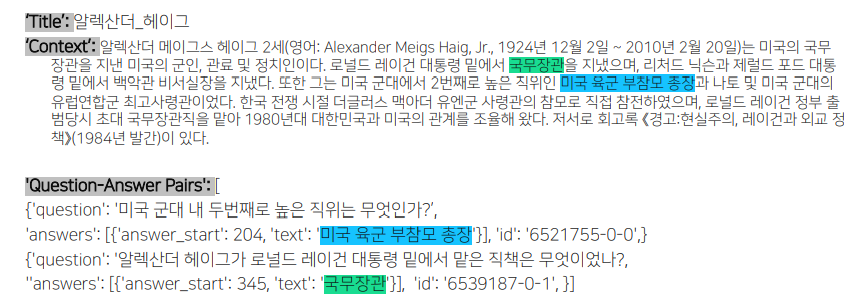 'Title': 알렉산더_헤이그
'Context': 알렉산더 메이그스 헤이그 2세(영어: Alexander Meigs Haig, Jr., 1924년 12월 2일 ~ 2010년 2월 20일)는 미국의 국무
장관을 지낸 미국의 군인, 관료 및 정치인이다. 로널드 레이건 대통령 밑에서 국무장관을 지냈으며, 리처드 닉슨과 제럴드 포드 대통
령 밑에서 백악관 비서실장을 지냈다. 또한 그는 미국 군대에서 2번째로 높은 직위인 미국 육군 부참모 총장과 나토 및 미국 군대의
유럽연합군 최고사령관이었다. 한국 전쟁 시절 더글러스 맥아더 유엔군 사령관의 참모로 직접 참전하였으며, 로널드 레이건 정부 출
범당시 초대 국무장관직을 맡아 1980년대 대한민국과 미국의 관계를 조율해 왔다. 저서로 회고록 《경고:현실주의, 레이건과 외교 정
책》(1984년 발간)이 있다.
'Question-Answer Pairs': [
{'question': '미국 군대 내 두번째로 높은 직위는 무엇인가?',
'answers': [{'answer_start': 204, 'text': '미국 육군 부참모 총장'}], 'id': '6521755-0-0',}
{'question': '알렉산더 헤이그가 로널드 레이건 대통령 밑에서 맡은 직책은 무엇이었나?,
''answers': [{'answer_start': 345, 'text': '국무장관'}], 'id': '6539187-0-1', }]